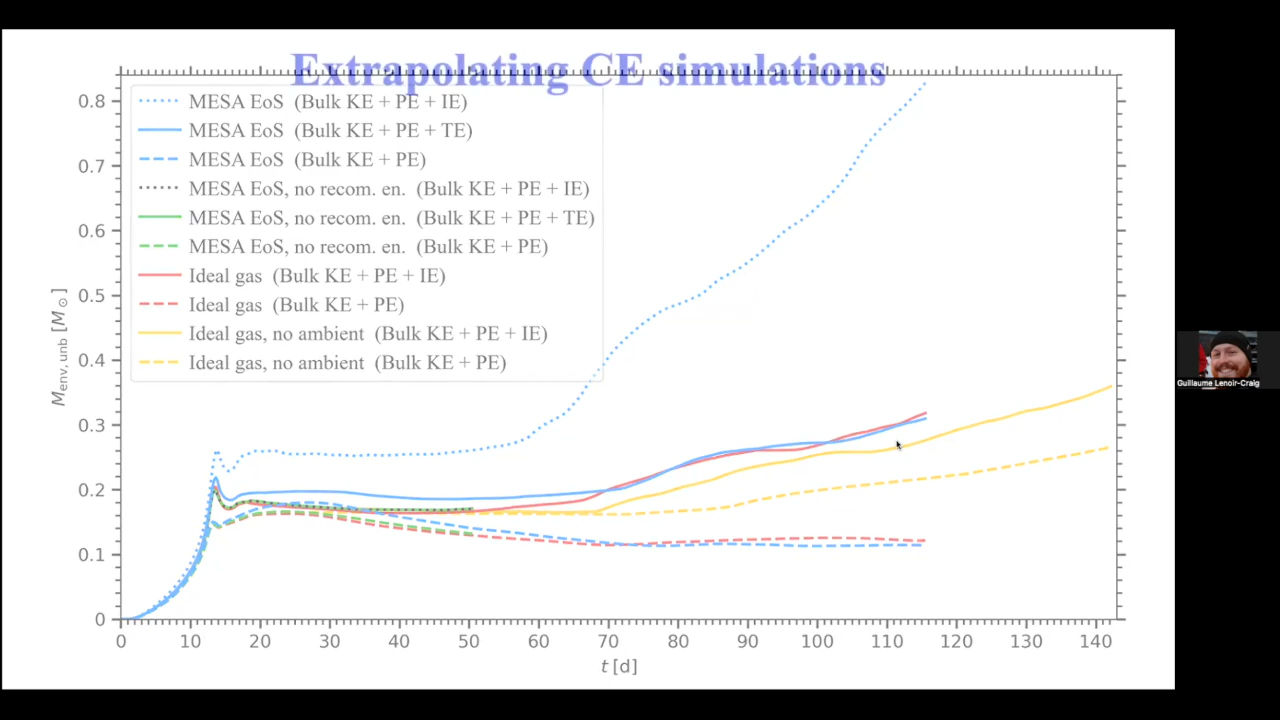 Extrapolating CE simulations
MESA EoS (Bulk KE + PE + IE)
MESA EoS (Bulk KE + PE + TE)
MESA EoS (Bulk KE + PE)
MESA EoS, no recom. en. (Bulk KE + PE + IE)
MESA EoS, no recom. en. (Bulk KE + PE + TE)
MESA EoS, no recom. en. (Bulk KE + PE)
Ideal gas (Bulk KE + PE + IE)
Ideal gas (Bulk KE + PE)
Ideal gas, no ambient (Bulk KE + PE + IE)
Ideal gas, no ambient (Bulk KE + PE)
0.8
0.7
0.6
0.5
0.4
0.3
0.2
0.1
0
M_env,unb [M_⊙]
0 10 20 30 40 50 60 70 80 90 100 110 120 130 140
t [d]
Guillaume Lenoir-Craig